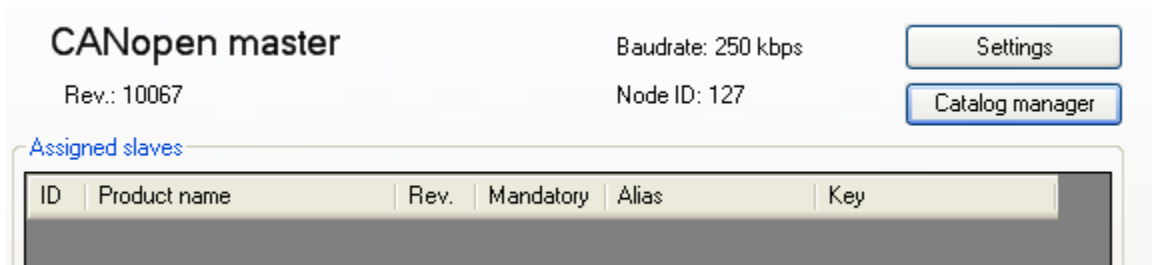 CANopen master Baudrate: 250 kbps Settings
Rev.: 10067 Node ID: 127 Catalog manager
Assigned slaves
ID Product name Rev. Mandatory Alias Key